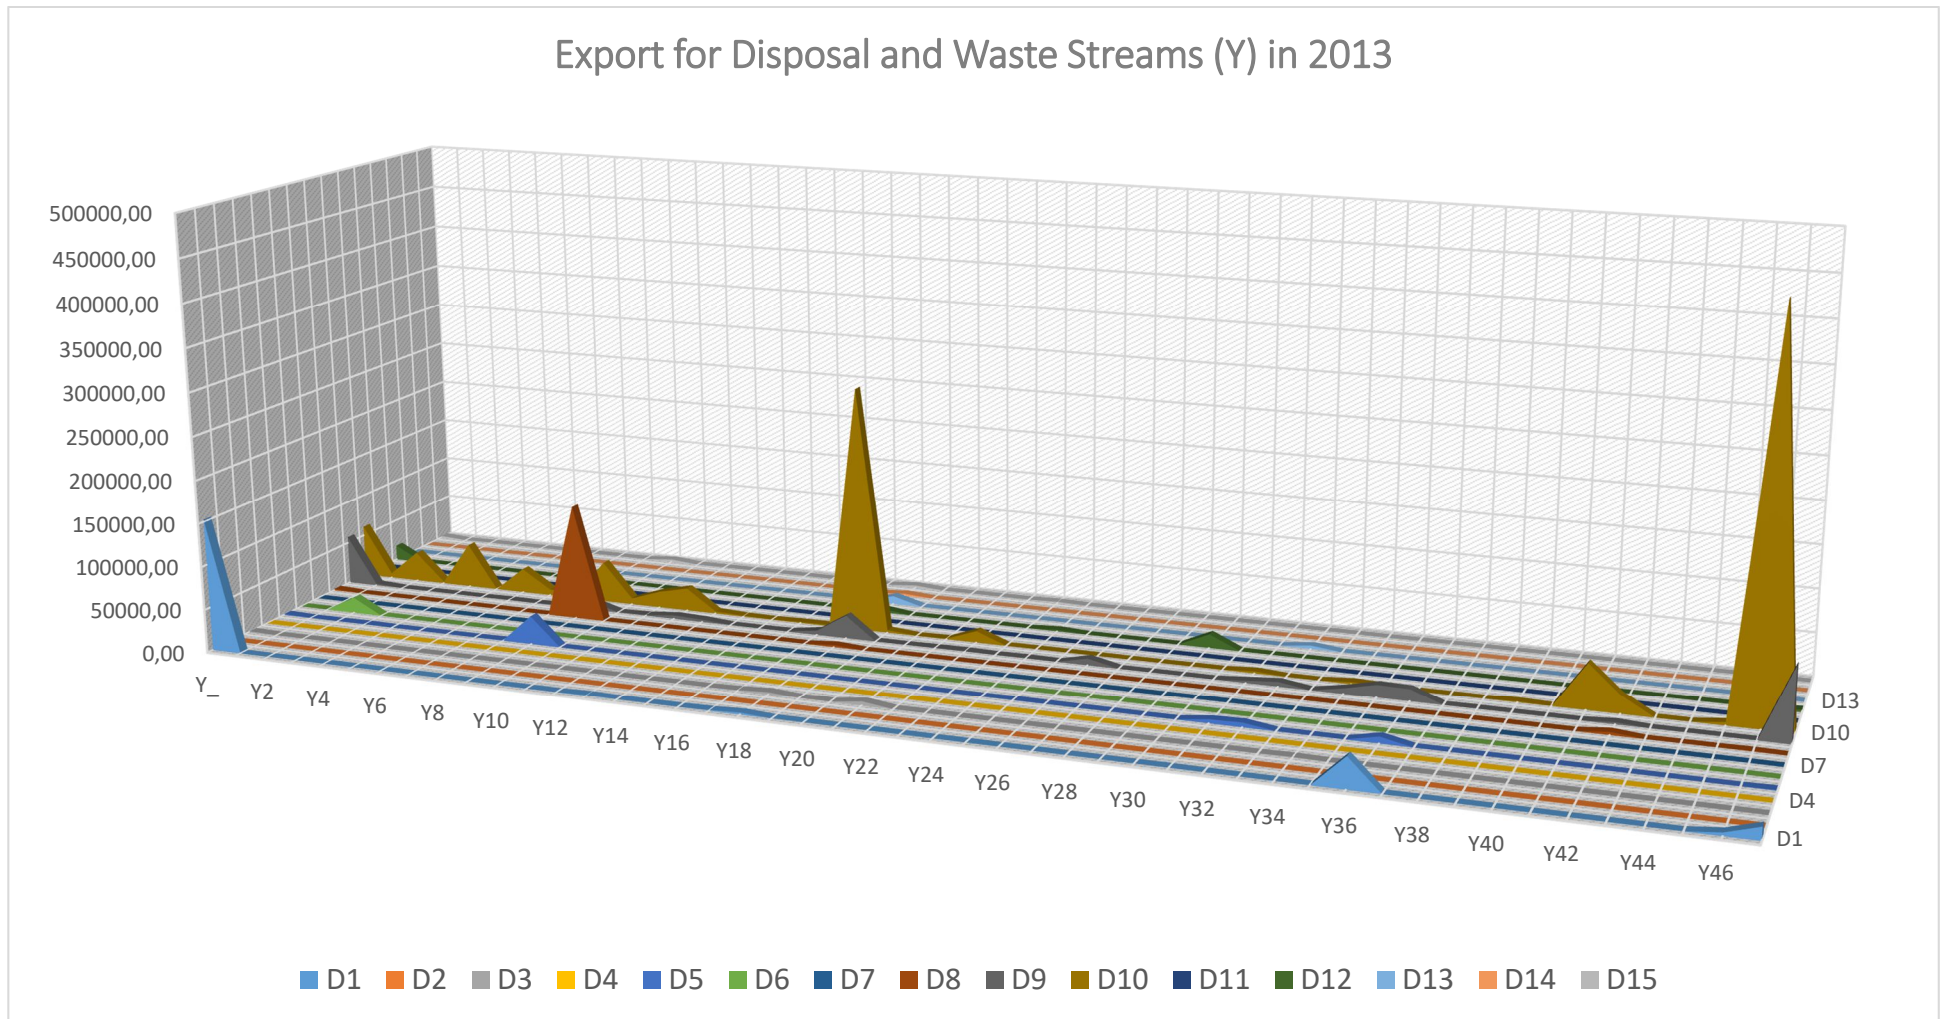 Export for Disposal and Waste Streams (Y) in 2013
500000,00
450000,00
400000,00
350000,00
300000,00
250000,00
200000,00
150000,00
100000,00
50000,00
0,00
Y_ Y2 Y4 Y6 Y8 Y10 Y12 Y14 Y16 Y18 Y20 Y22 Y24 Y26 Y28 Y30 Y32 Y34 Y36 Y38 Y40 Y42 Y44 Y46
D13
D10
D7
D4
D1
D1 D2 D3 D4 D5 D6 D7 D8 D9 D10 D11 D12 D13 D14 D15